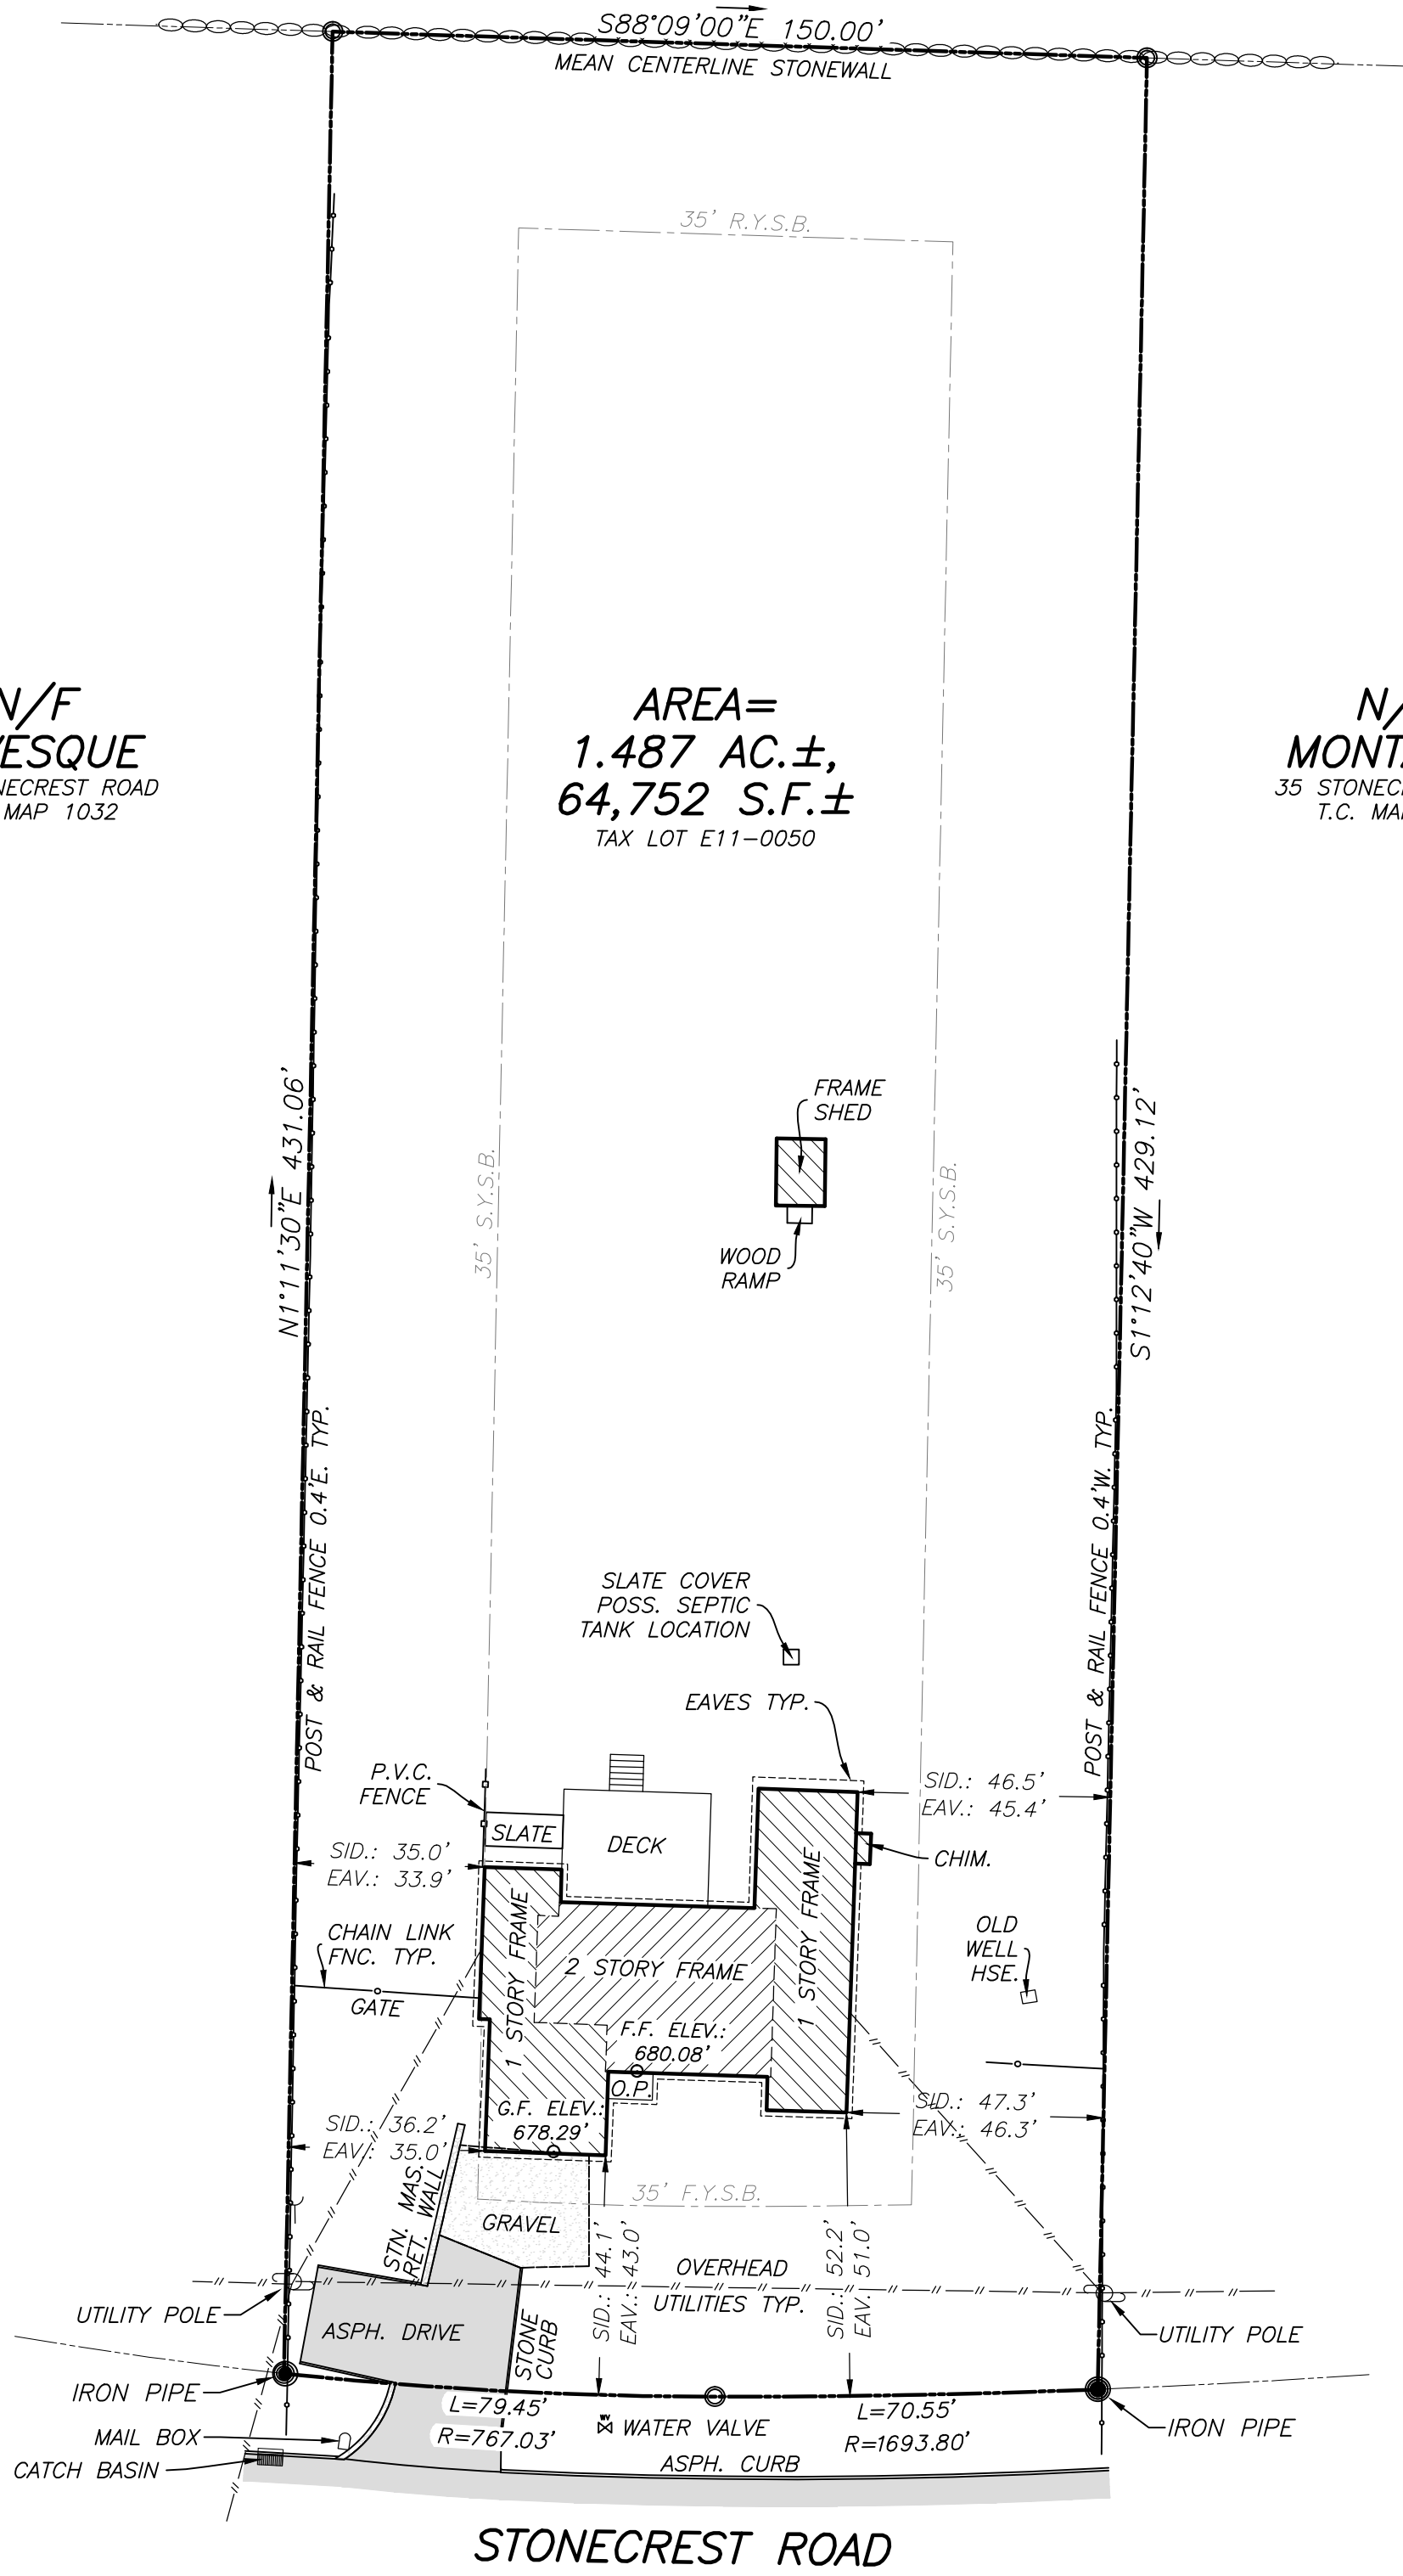 S88°09'00"E 150.00'
MEAN CENTERLINE STONEWALL
35' R.Y.S.B.
N/F
ESQUE
ROAD
MAP 1032
AREA=
1.487 AC.±,
64,752 S.F.±
TAX LOT E11-0050
N/
MONT
35 STONEC
T.C. MA
FRAME
SHED
N1°11'30"E 431.06'
35' S.Y.S.B.
35' S.Y.S.B.
S1°12'40"W 429.12'
WOOD
RAMP
POST & RAIL FENCE 0.4'E. TYP.
POST & RAIL FENCE 0.4'W. TYP.
SLATE COVER
POSS. SEPTIC
TANK LOCATION
EAVES TYP.
P.V.C.
FENCE
SID.: 46.5'
EAV.: 45.4'
SLATE
DECK
SID.: 35.0'
EAV.: 33.9'
CHIM.
CHAIN LINK
FNC. TYP.
GATE
1 STORY FRAME
2 STORY FRAME
1 STORY FRAME
OLD
WELL
HSE.
F.F. ELEV.:
680.08'
O.P.
G.F. ELEV.:
678.29'
SID.: 36.2'
EAV.: 35.0'
SID.: 47.3'
EAV.: 46.3'
STN. MAS.
RET. WALL
35' F.Y.S.B.
GRAVEL
SID.: 44.1'
EAV.: 43.0'
SID.: 52.2'
EAV.: 51.0'
OVERHEAD
UTILITIES TYP.
UTILITY POLE
ASPH. DRIVE
STONE
CURB
UTILITY POLE
IRON PIPE
L=79.45'
R=767.03'
WV
WATER VALVE
L=70.55'
R=1693.80'
IRON PIPE
MAIL BOX
CATCH BASIN
ASPH. CURB
STONECREST ROAD